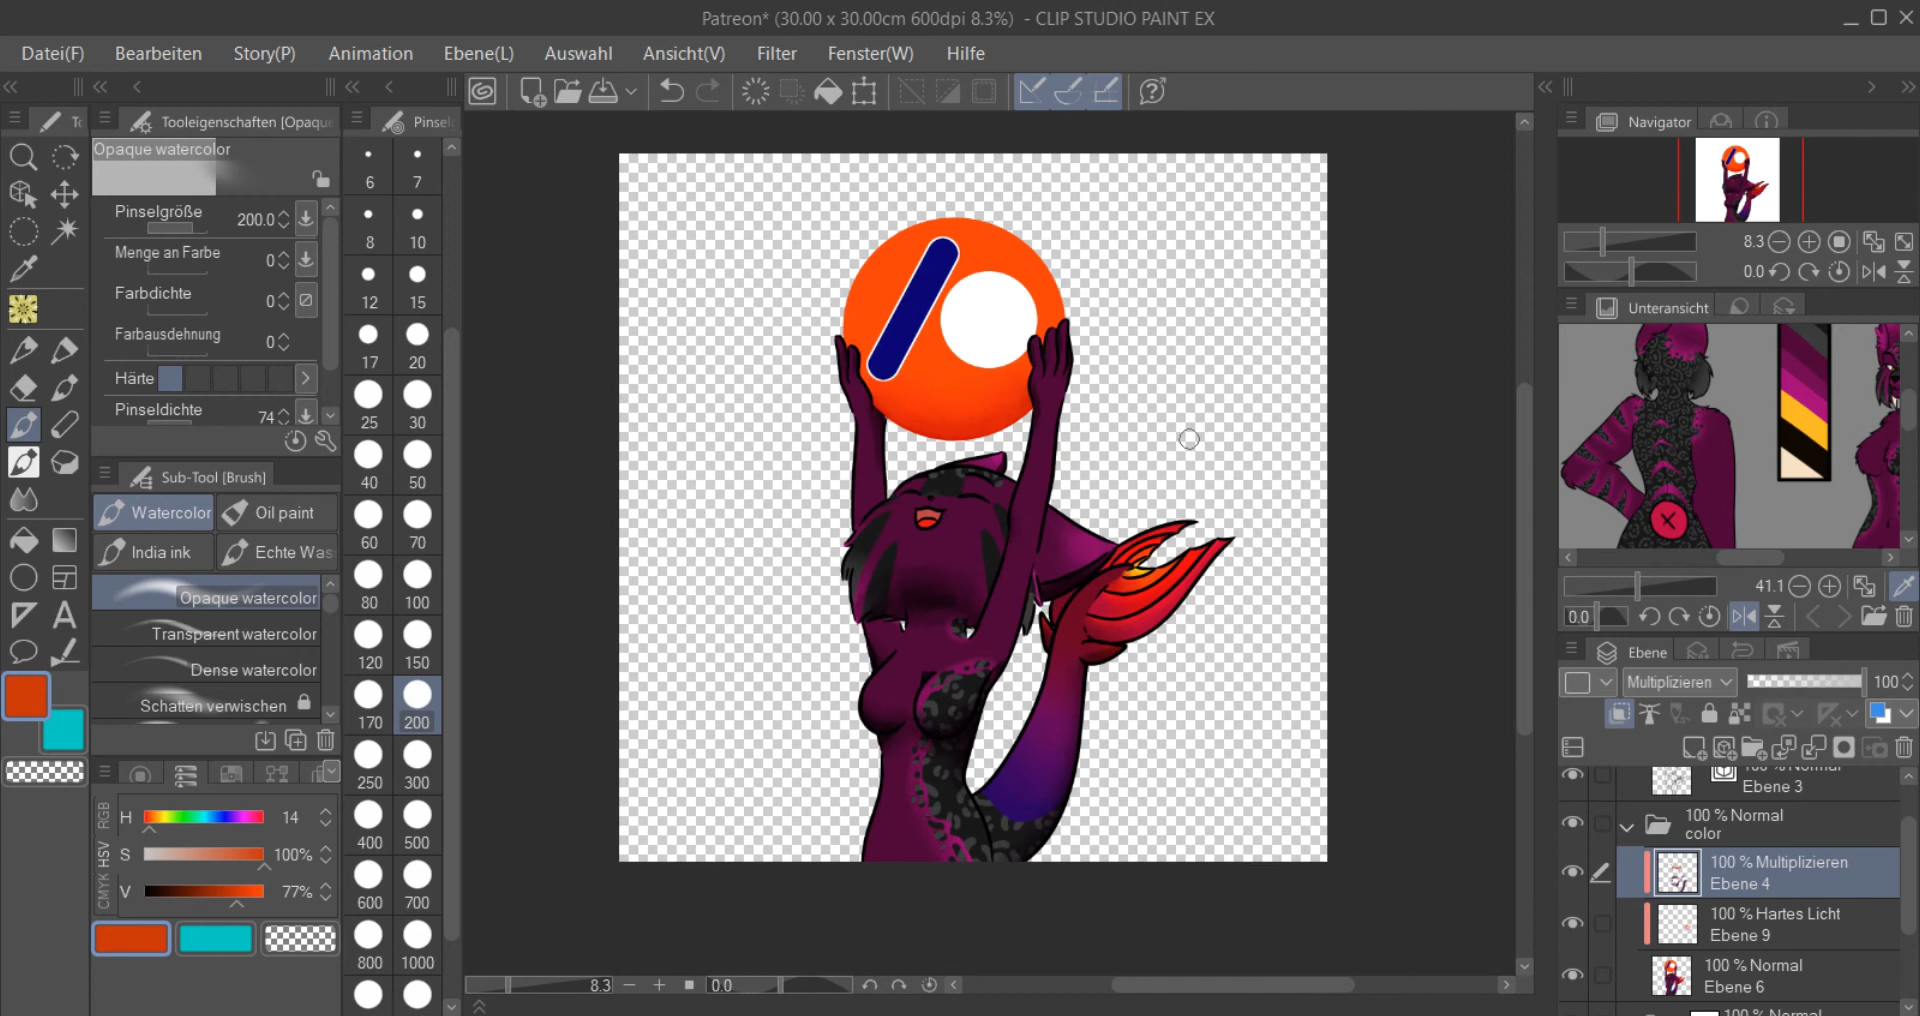 Patreon* (30.00 x 30.00cm 600dpi 8.3%)  - CLIP STUDIO PAINT EX
Datei(F) Bearbeiten Story(P) Animation Ebene(L) Auswahl Ansicht(V) Filter Fenster(W) Hilfe
Tooleigenschaften [Opaque
Opaque watercolor
Pinselgröße 200.0
Menge an Farbe 0
Farbdichte 0
Farbausdehnung 0
Härte
Pinseldichte 74
Sub-Tool [Brush]
Watercolor Oil paint
India ink Echte Was
Opaque watercolor
Transparent watercolor
Dense watercolor
Schatten verwischen
RGB
HSV
CMYK
H 14
S 100%
V 77%
6 7
8 10
12 15
17 20
25 30
40 50
60 70
80 100
120 150
170 200
250 300
400 500
600 700
800 1000
8.3 0.0
Navigator
8.3
0.0
Unteransicht
41.1
0.0
Ebene
Multiplizieren 100
Ebene 3
100 % Normal
color
100 % Multiplizieren
Ebene 4
100 % Hartes Licht
Ebene 9
100 % Normal
Ebene 6
100 % Normal